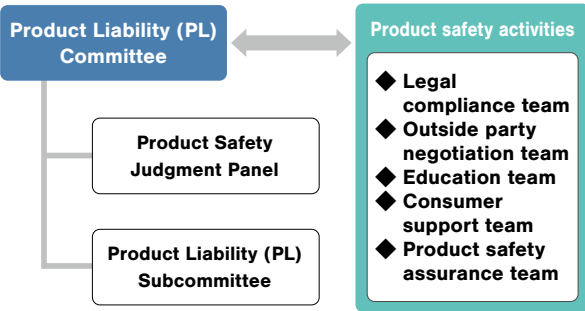 Product Liability (PL)
Committee
Product Safety
Judgment Panel
Product Liability (PL)
Subcommittee
Product safety activities
◆ Legal
compliance team
◆ Outside party
negotiation team
◆ Education team
◆ Consumer
support team
◆ Product safety
assurance team